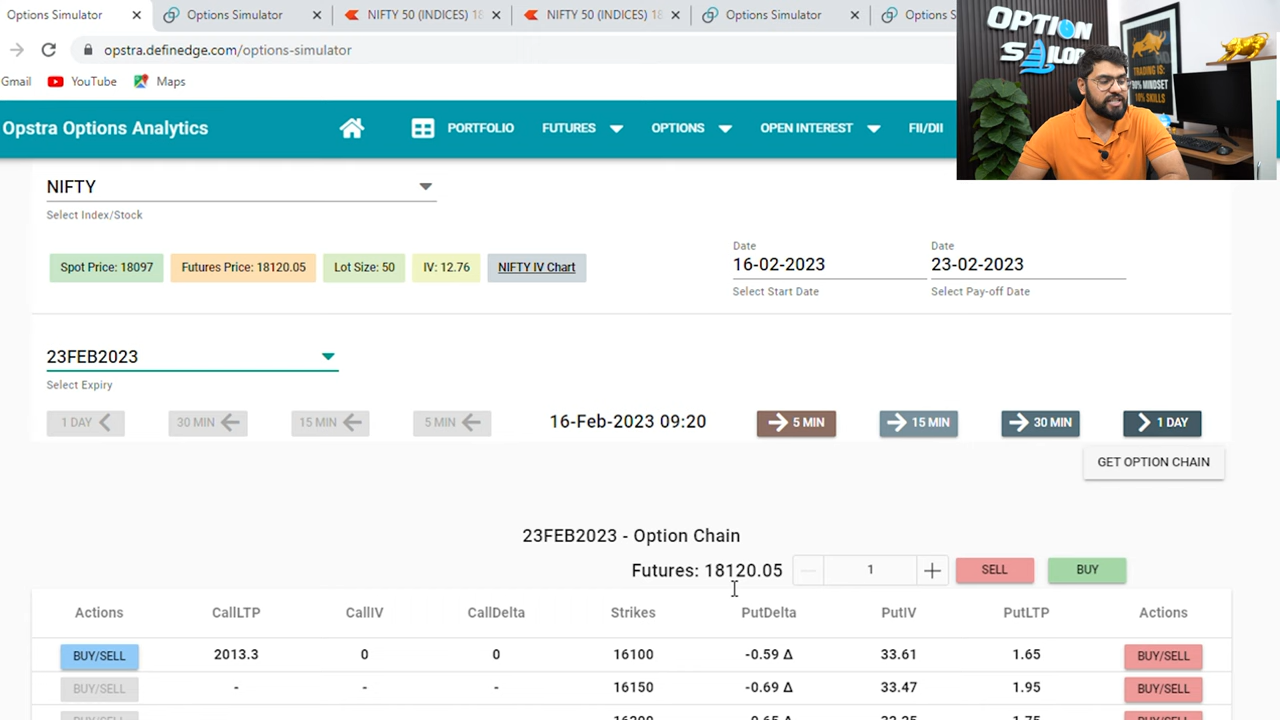 Options Simulator
Options Simulator
NIFTY 50 (INDICES) 18
NIFTY 50 (INDICES) 18
Options Simulator
Options S
opstra.definedge.com/options-simulator
Gmail
YouTube
Maps
OPTION
SAILOR
TRADING IS:
90% MINDSET
10% SKILLS
Opstra Options Analytics
PORTFOLIO
FUTURES
OPTIONS
OPEN INTEREST
FII/DII
NIFTY
Select Index/Stock
Spot Price: 18097
Futures Price: 18120.05
Lot Size: 50
IV: 12.76
NIFTY IV Chart
Date
16-02-2023
Select Start Date
Date
23-02-2023
Select Pay-off Date
23FEB2023
Select Expiry
1 DAY
30 MIN
15 MIN
5 MIN
16-Feb-2023 09:20
5 MIN
15 MIN
30 MIN
1 DAY
GET OPTION CHAIN
23FEB2023 - Option Chain
Futures: 18120.05
1
SELL
BUY
Actions CallLTP CallIV CallDelta Strikes PutDelta PutIV PutLTP Actions
BUY/SELL 2013.3 0 0 16100 -0.59 Δ 33.61 1.65 BUY/SELL
BUY/SELL - - - 16150 -0.69 Δ 33.47 1.95 BUY/SELL